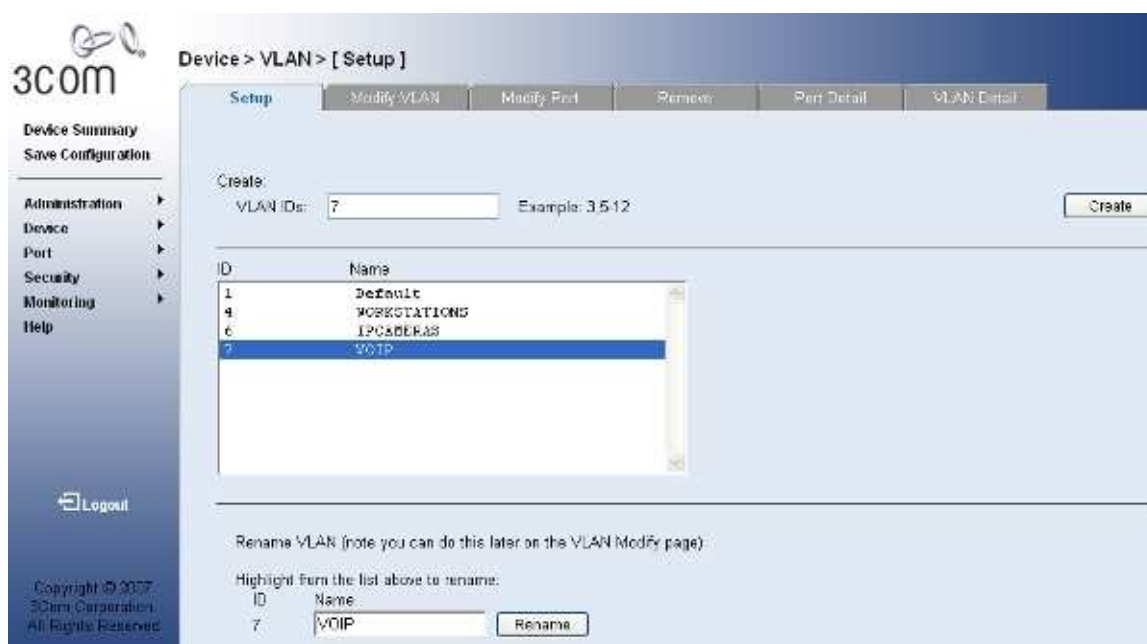 3COM
Device > VLAN > [ Setup ]
Setup Modify VLAN Modify Port Remove Port Detail VLAN Detail
Device Summary
Save Configuration
Administration
Device
Port
Security
Monitoring
Help
Logout
Copyright © 2007
3Com Corporation.
All Rights Reserved
Create:
VLAN IDs: 7 Example: 3,5-12 Create
ID Name
1 Default
4 WORKSTATIONS
6 IPCAMERAS
7 VOIP
Rename VLAN (note you can do this later on the VLAN Modify page)
Highlight from the list above to rename:
ID Name
7 VOIP Rename